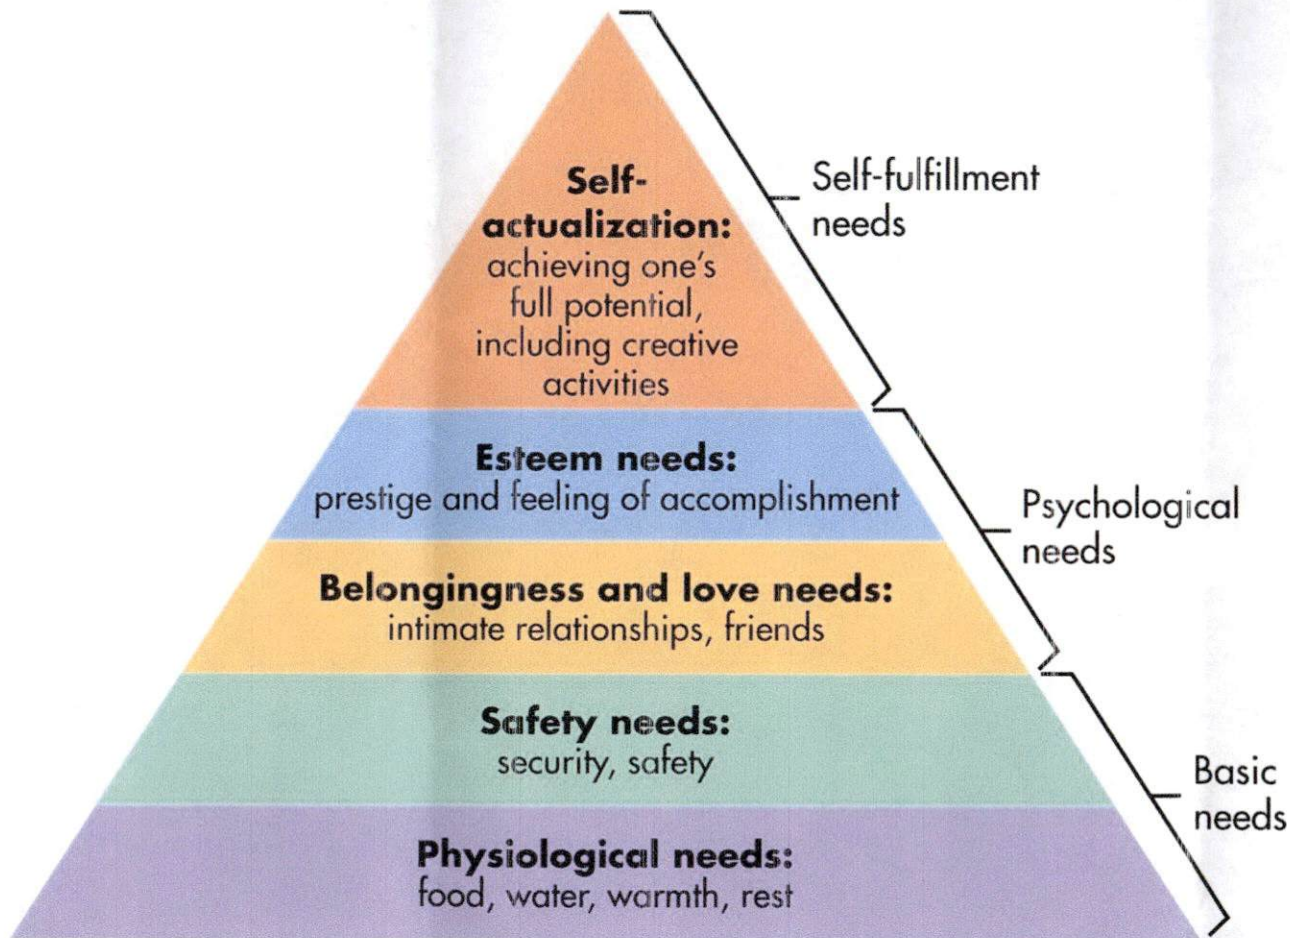 Self-
actualization:
achieving one's
full potential,
including creative
activities
Self-fulfillment
needs
Esteem needs:
prestige and feeling of accomplishment
Psychological
needs
Belongingness and love needs:
intimate relationships, friends
Safety needs:
security, safety
Basic
needs
Physiological needs:
food, water, warmth, rest